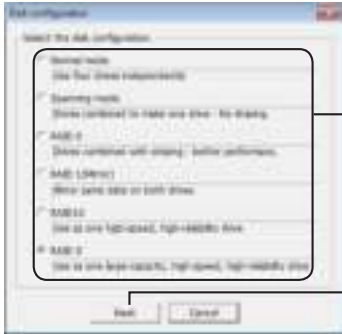 Disk configuration
Select the disk configuration
Normal mode
Use four drives independently
Spanning mode
Drives combined to make one drive - No striping.
RAID 0
Drives combined with striping - better performanc.
RAID 1(Mirror)
Mirror same data on both drives
RAID10
Use as one high-speed, high-reliability drive
RAID 5
Use as one large capacity, high speed, high reliability drive
Next
Cancel